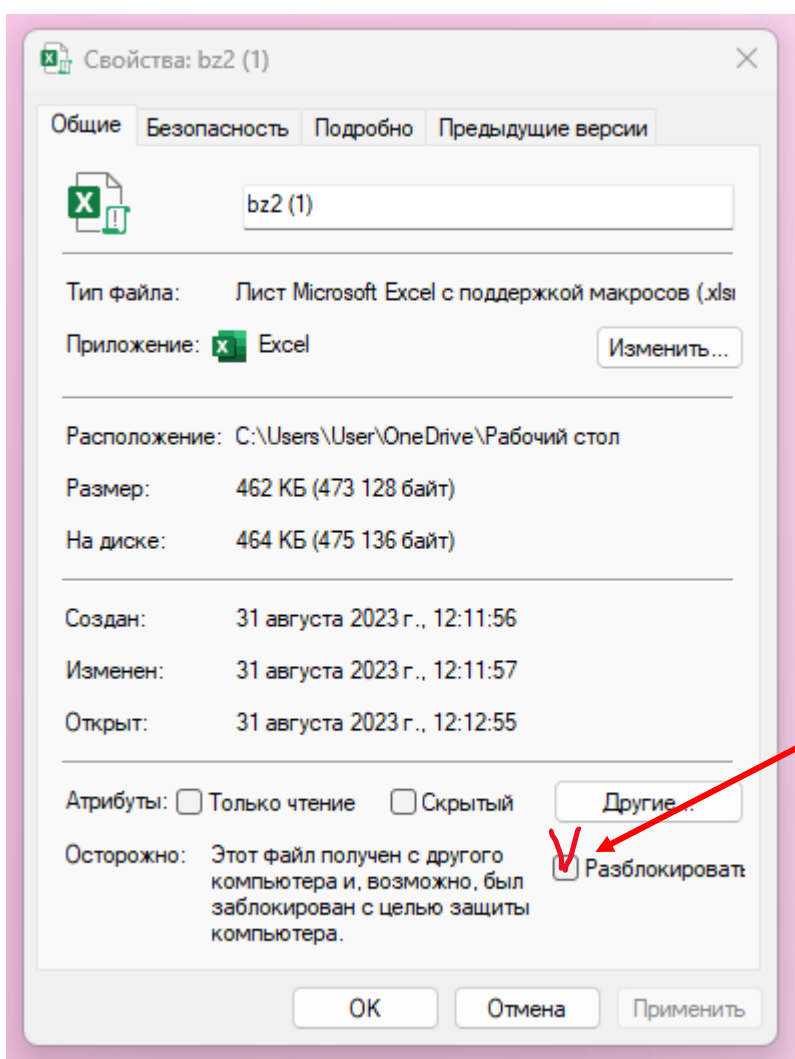 Свойства: bz2 (1)
Общие Безопасность Подробно Предыдущие версии
bz2 (1)
Тип файла: Лист Microsoft Excel с поддержкой макросов (.xlsm
Приложение: Excel Изменить...
Расположение: C:\Users\User\OneDrive\Рабочий стол
Размер: 462 КБ (473 128 байт)
На диске: 464 КБ (475 136 байт)
Создан: 31 августа 2023 г., 12:11:56
Изменен: 31 августа 2023 г., 12:11:57
Открыт: 31 августа 2023 г., 12:12:55
Атрибуты: Только чтение Скрытый Другие...
Осторожно: Этот файл получен с другого
компьютера и, возможно, был
заблокирован с целью защиты
компьютера.
Разблокировать
ОК Отмена Применить